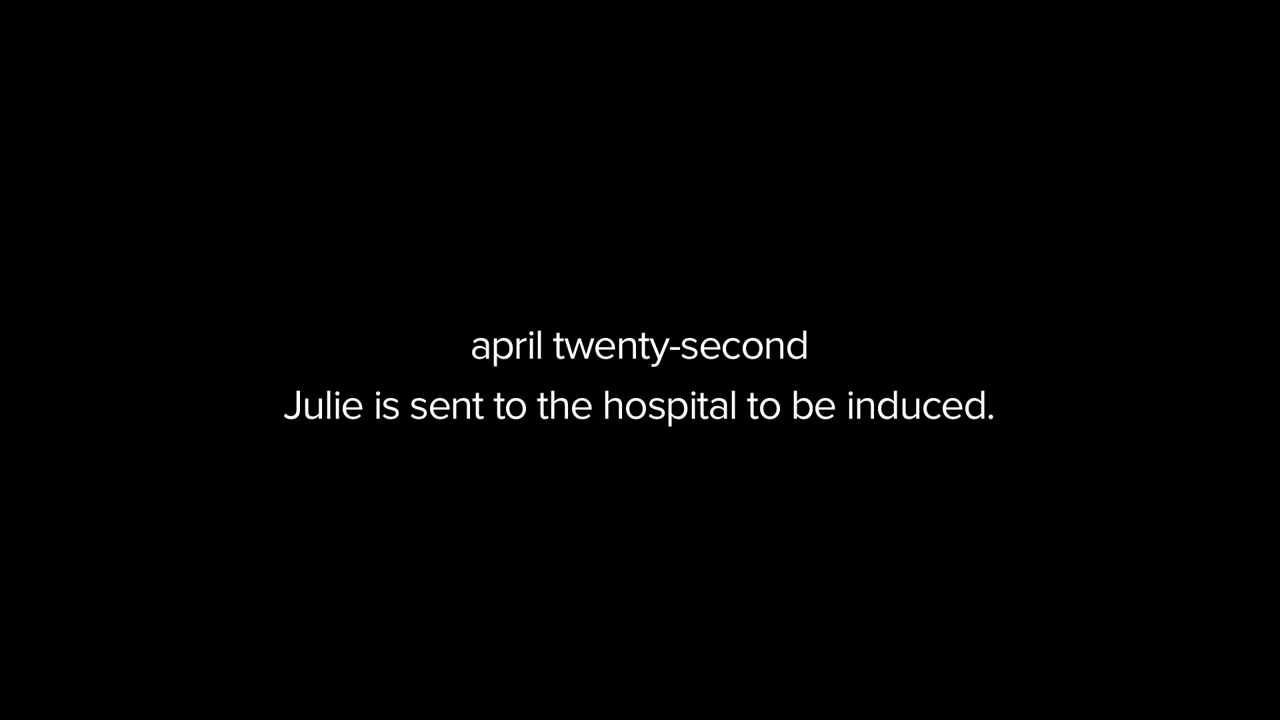 april twenty-second
Julie is sent to the hospital to be induced.